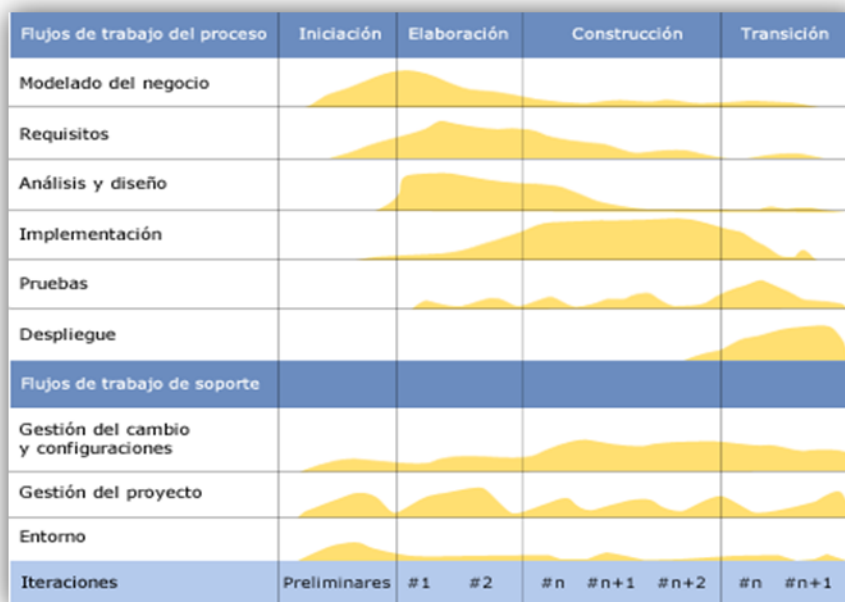 Flujos de trabajo del proceso Iniciación Elaboración Construcción Transición
Modelado del negocio
Requisitos
Análisis y diseño
Implementación
Pruebas
Despliegue
Flujos de trabajo de soporte
Gestión del cambio
y configuraciones
Gestión del proyecto
Entorno
Iteraciones Preliminares #1 #2 #n #n+1 #n+2 #n #n+1